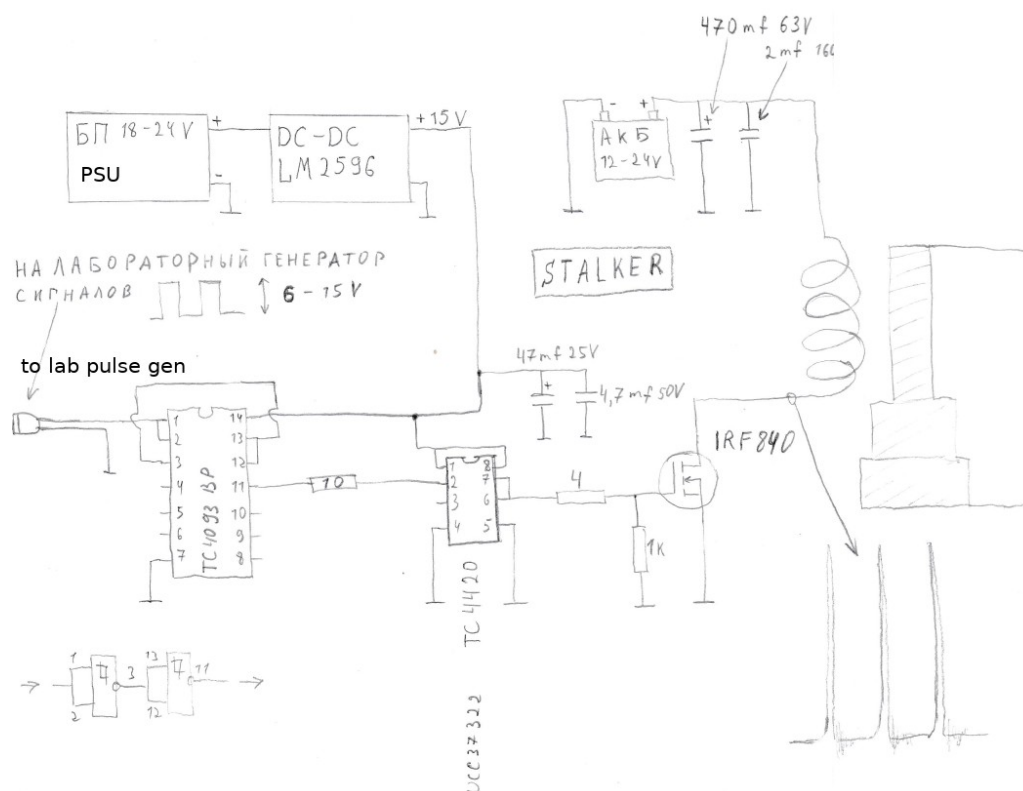 470mf 63V
2mf 160
+
БП 18-24V
PSU
+
-
DC-DC
LM2596
+15V
-
+
АКБ
12-24V
+
НА ЛАБОРАТОРНЫЙ ГЕНЕРАТОР
СИГНАЛОВ
6-15V
STALKER
to lab pulse gen
47mf 25V
+
4,7mf 50V
IRF840
1
2
3
4
5
6
7
TC4093BP
14
13
12
11
10
9
8
10
1
2
3
4
8
7
6
5
4
1K
TC4420
UCC37322
1
2
3
13
12
11